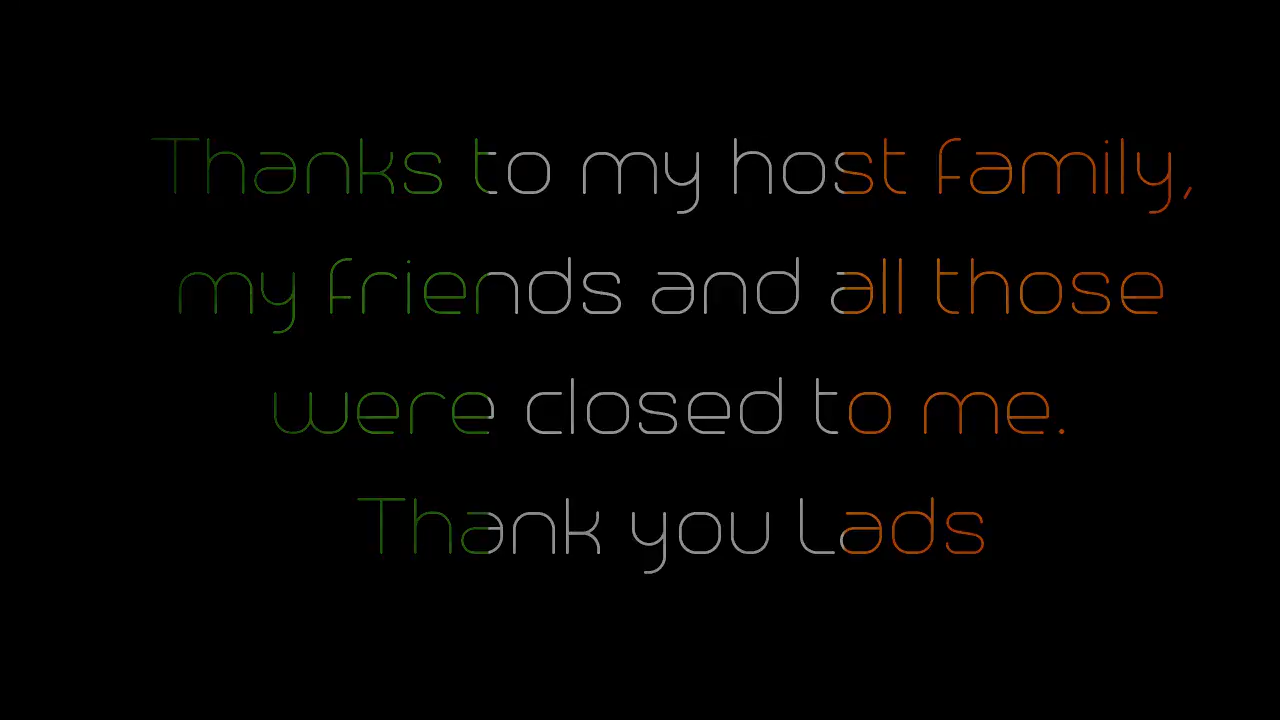 Thanks to my host family,
my friends and all those
were closed to me.
Thank you Lads